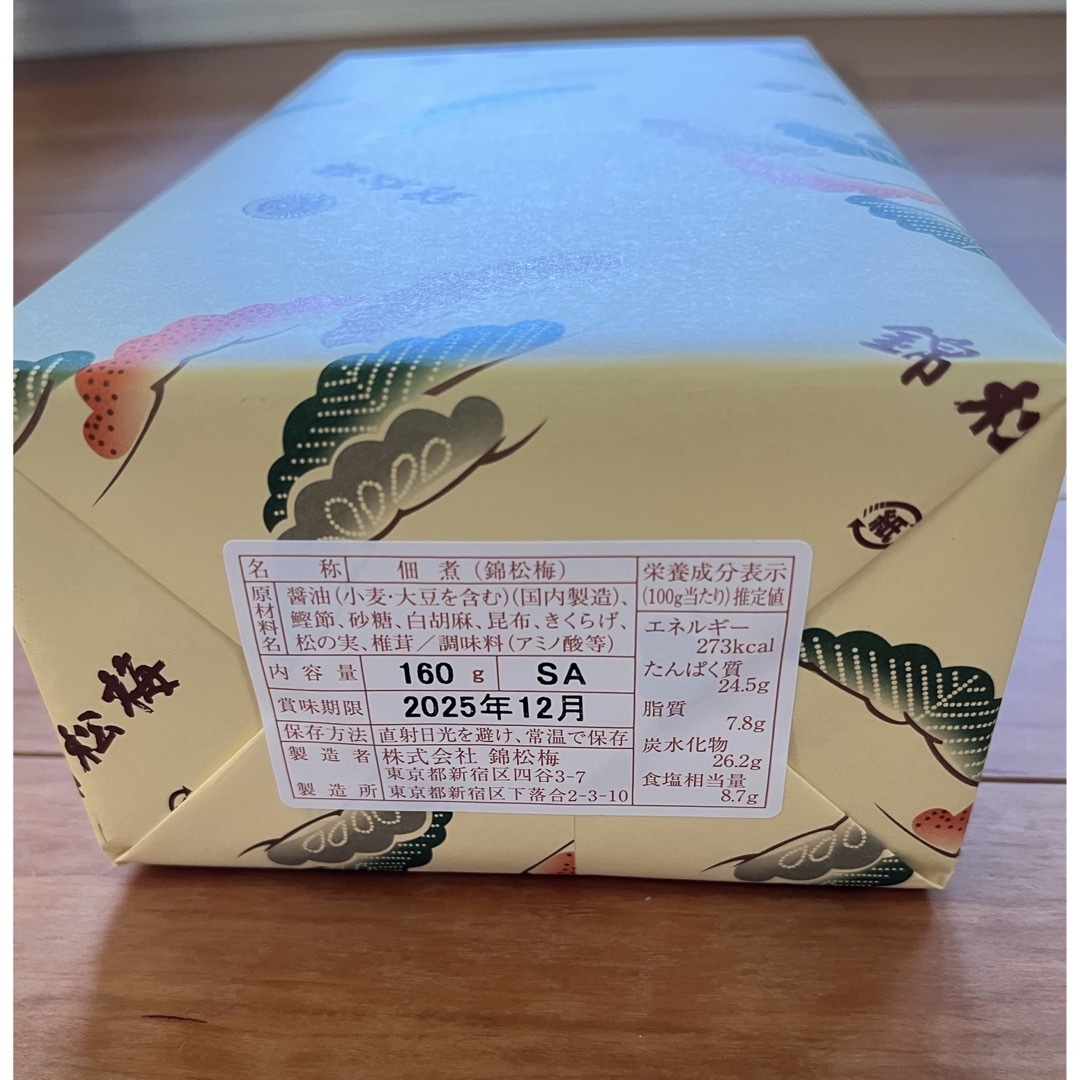 錦松梅
錦松
紙
松梅
名称 佃煮(錦松梅)
原材料名 醤油(小麦・大豆を含む)(国内製造)、
鰹節、砂糖、白胡麻、昆布、きくらげ、
松の実、椎茸／調味料(アミノ酸等)
内容量 160g SA
賞味期限 2025年12月
保存方法 直射日光を避け、常温で保存
製造者 株式会社 錦松梅
東京都新宿区四谷3-7
製造所 東京都新宿区下落合2-3-10
栄養成分表示
(100g当たり)推定値
エネルギー
273kcal
たんぱく質
24.5g
脂質
7.8g
炭水化物
26.2g
食塩相当量
8.7g